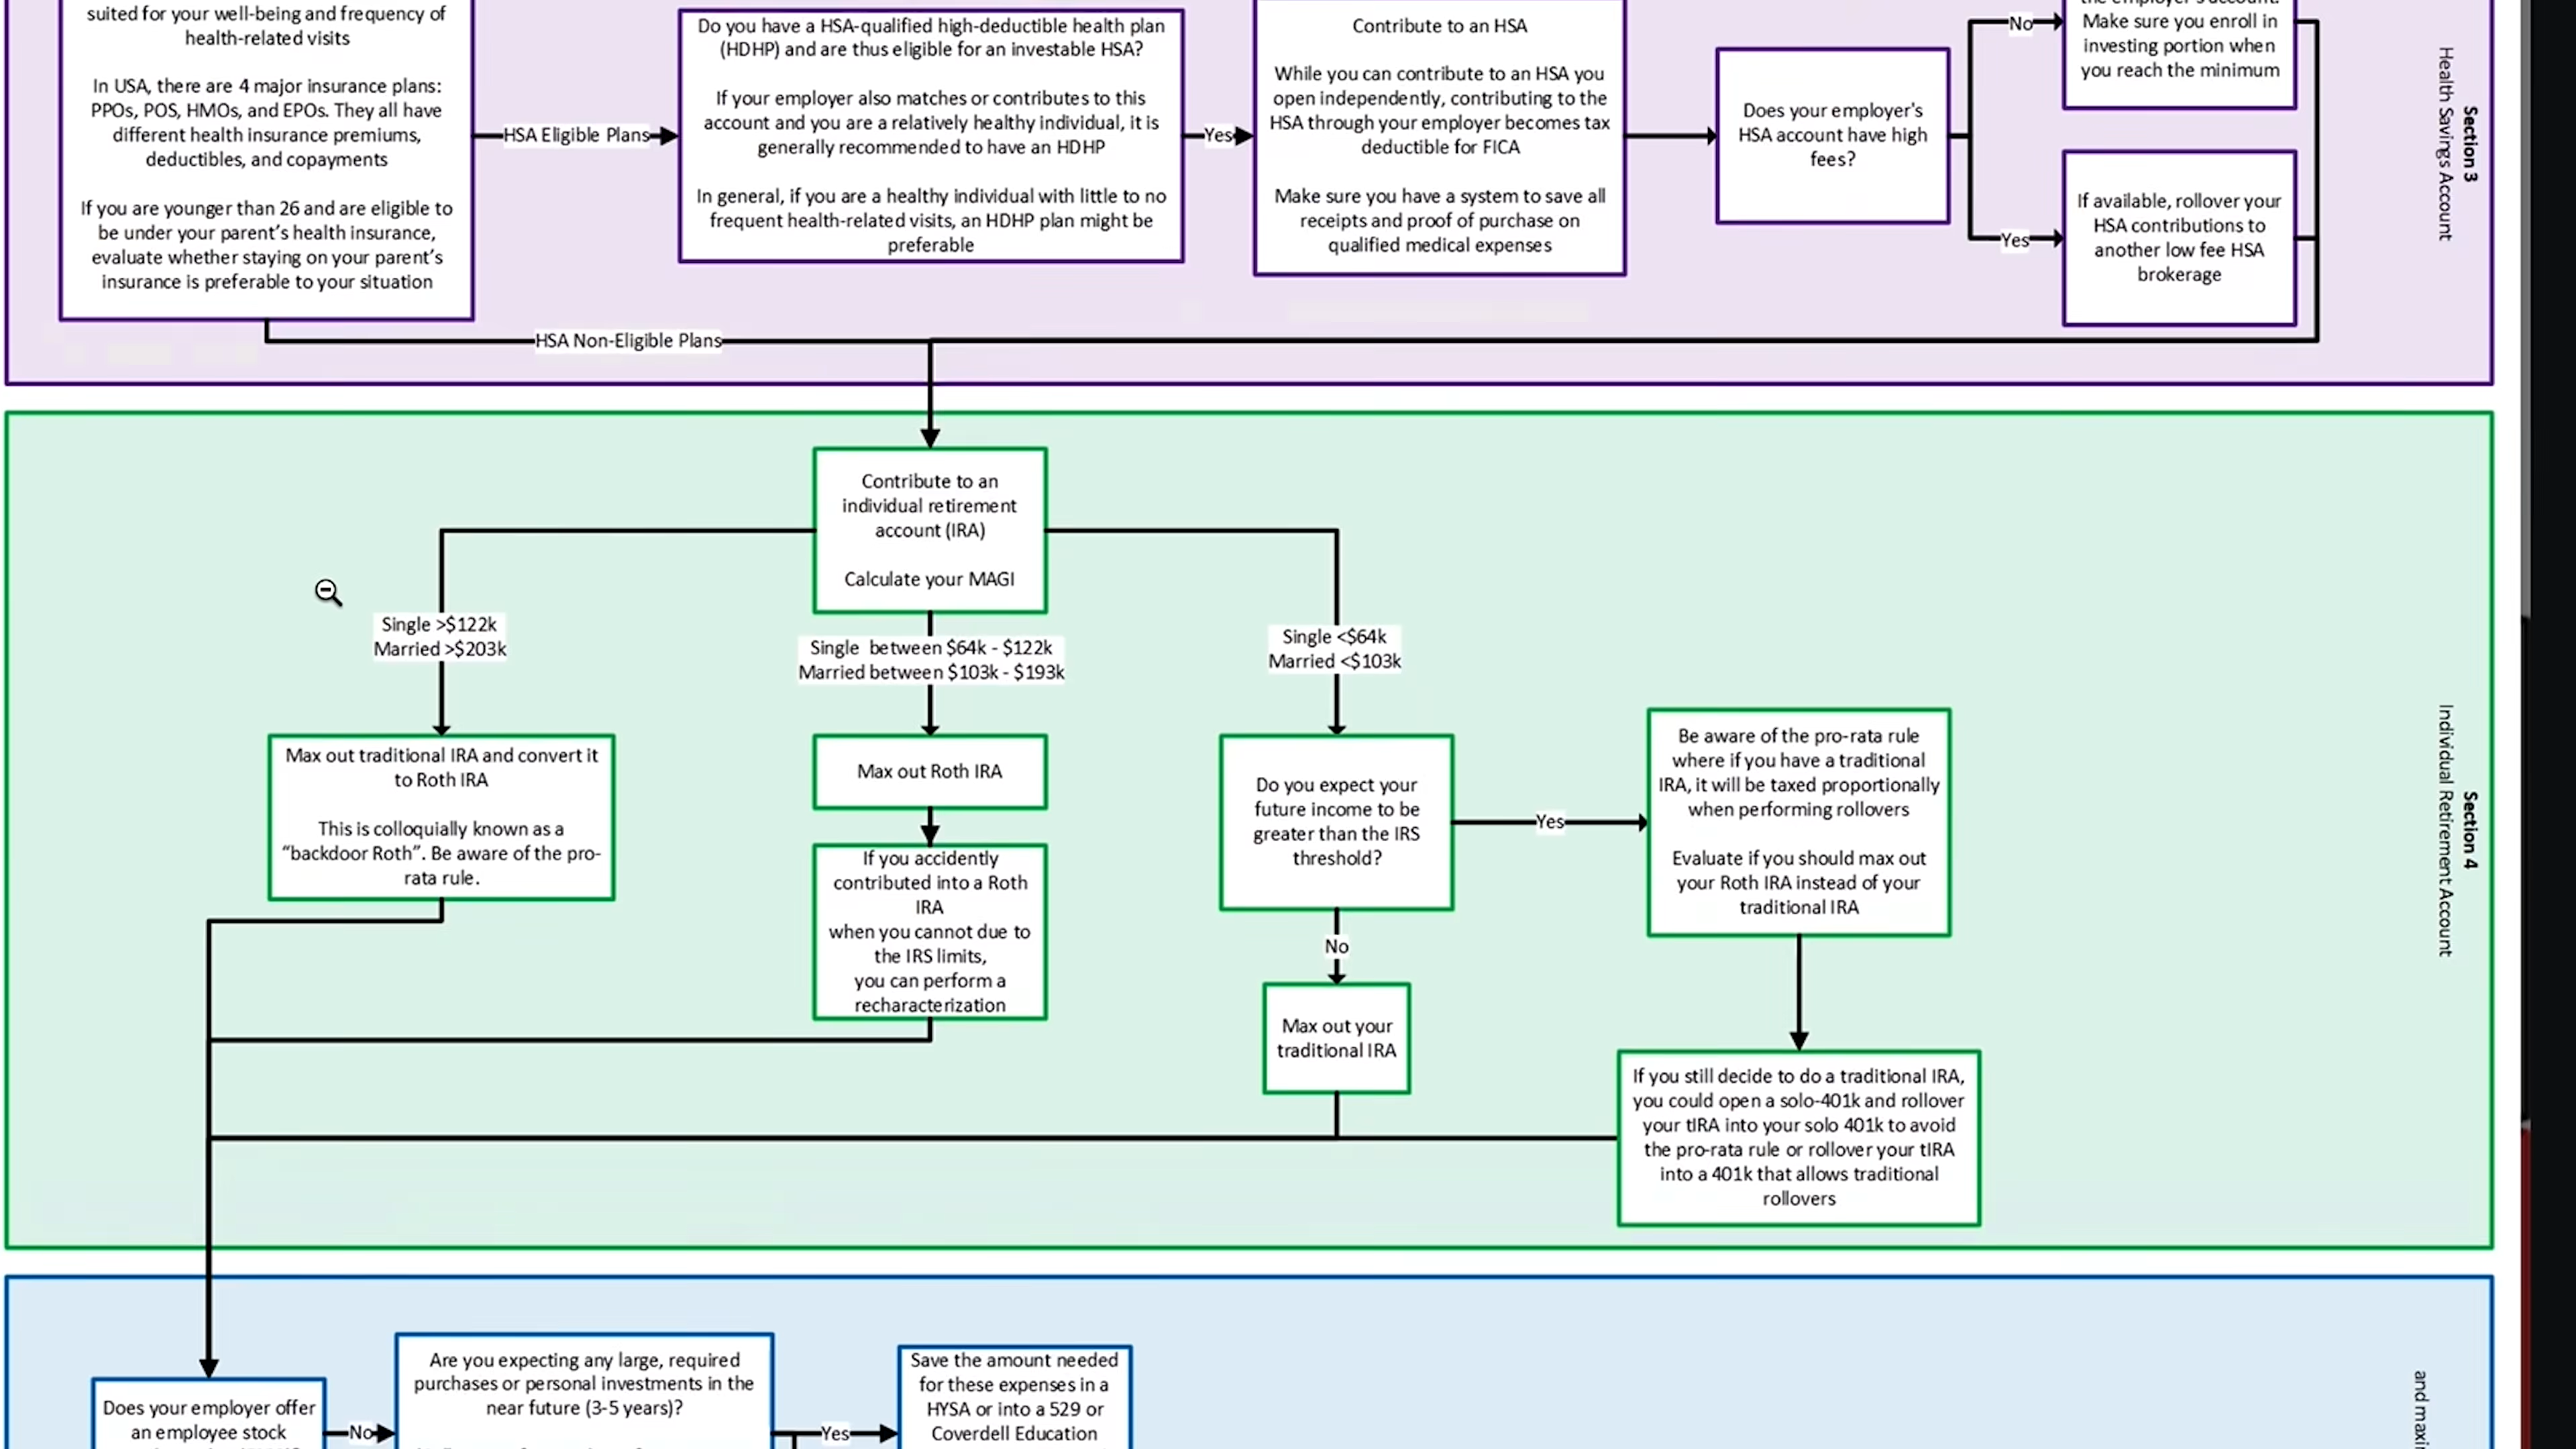 suited for your well-being and frequency of
health-related visits
In USA, there are 4 major insurance plans:
PPOs, POS, HMOs, and EPOs. They all have
different health insurance premiums,
deductibles, and copayments
If you are younger than 26 and are eligible to
be under your parent's health insurance,
evaluate whether staying on your parent's
insurance is preferable to your situation
HSA Eligible Plans
Do you have a HSA-qualified high-deductible health plan
(HDHP) and are thus eligible for an investable HSA?
If your employer also matches or contributes to this
account and you are a relatively healthy individual, it is
generally recommended to have an HDHP
In general, if you are a healthy individual with little to no
frequent health-related visits, an HDHP plan might be
preferable
Yes
Contribute to an HSA
While you can contribute to an HSA you
open independently, contributing to the
HSA through your employer becomes tax
deductible for FICA
Make sure you have a system to save all
receipts and proof of purchase on
qualified medical expenses
Does your employer's
HSA account have high
fees?
No
the employer's account.
Make sure you enroll in
investing portion when
you reach the minimum
Yes
If available, rollover your
HSA contributions to
another low fee HSA
brokerage
Section 3
Health Savings Account
HSA Non-Eligible Plans
Contribute to an
individual retirement
account (IRA)
Calculate your MAGI
Single >$122k
Married >$203k
Single between $64k - $122k
Married between $103k - $193k
Single <$64k
Married <$103k
Max out traditional IRA and convert it
to Roth IRA
This is colloquially known as a
“backdoor Roth”. Be aware of the pro-
rata rule.
Max out Roth IRA
If you accidently
contributed into a Roth
IRA
when you cannot due to
the IRS limits,
you can perform a
recharacterization
Do you expect your
future income to be
greater than the IRS
threshold?
Yes
Be aware of the pro-rata rule
where if you have a traditional
IRA, it will be taxed proportionally
when performing rollovers
Evaluate if you should max out
your Roth IRA instead of your
traditional IRA
No
Max out your
traditional IRA
If you still decide to do a traditional IRA,
you could open a solo-401k and rollover
your tIRA into your solo 401k to avoid
the pro-rata rule or rollover your tIRA
into a 401k that allows traditional
rollovers
Section 4
Individual Retirement Account
Does your employer offer
an employee stock
No
Are you expecting any large, required
purchases or personal investments in the
near future (3-5 years)?
Yes
Save the amount needed
for these expenses in a
HYSA or into a 529 or
Coverdell Education
and